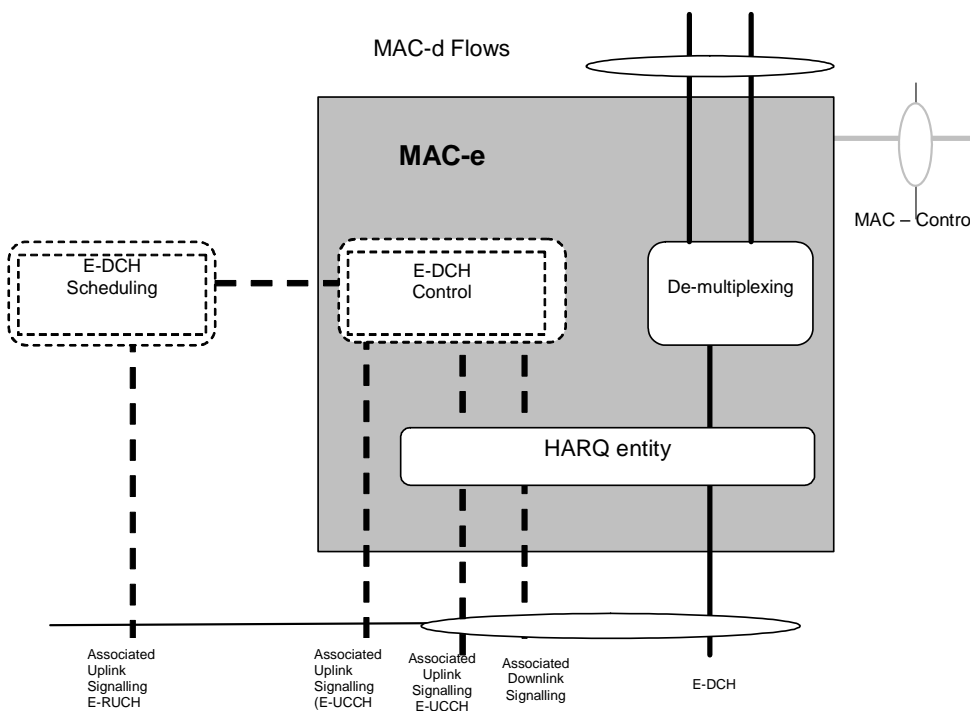 MAC-d Flows
MAC-e
MAC – Control
E-DCH
Scheduling
E-DCH
Control
De-multiplexing
HARQ entity
Associated
Uplink
Signalling
E-RUCH
Associated
Uplink
Signalling
(E-UCCH
Associated
Uplink
Signalling
E-UCCH
Associated
Downlink
Signalling
E-DCH